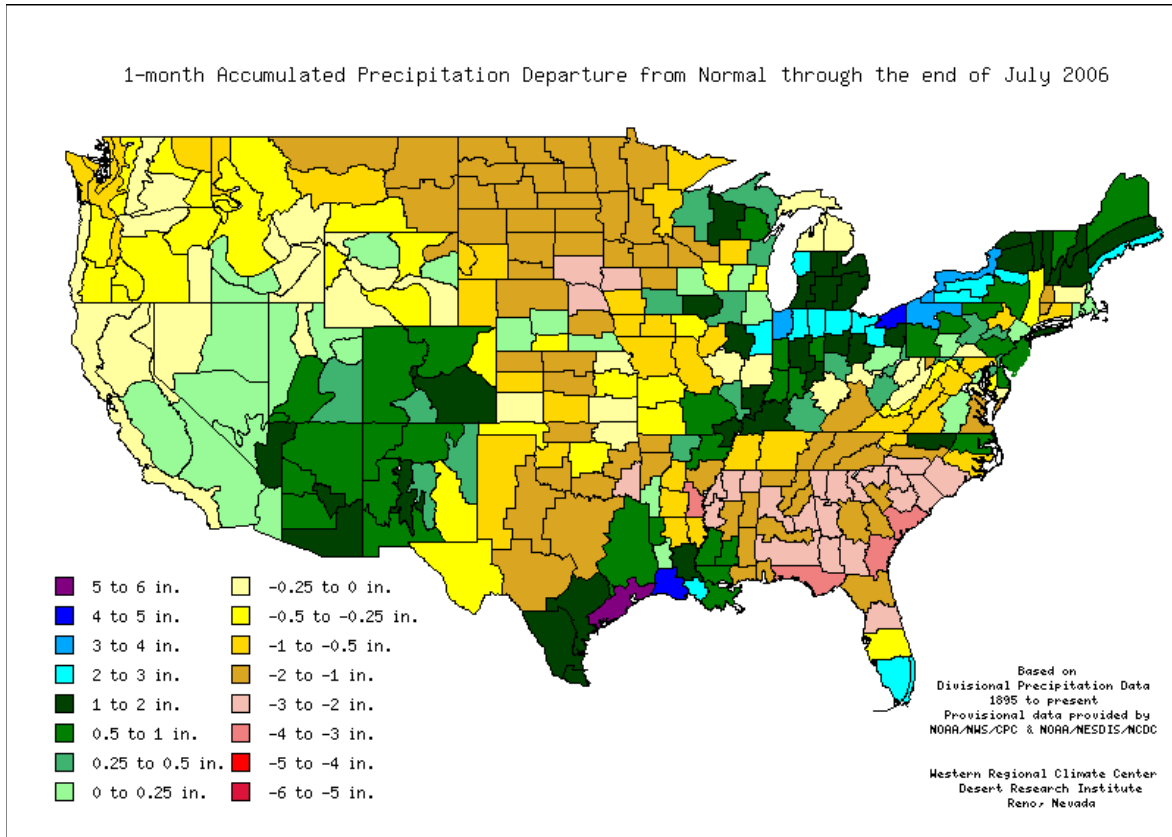 1-month Accumulated Precipitation Departure from Normal through the end of July 2006
5 to 6 in.
4 to 5 in.
3 to 4 in.
2 to 3 in.
1 to 2 in.
0.5 to 1 in.
0.25 to 0.5 in.
0 to 0.25 in.
-0.25 to 0 in.
-0.5 to -0.25 in.
-1 to -0.5 in.
-2 to -1 in.
-3 to -2 in.
-4 to -3 in.
-5 to -4 in.
-6 to -5 in.
Based on
Divisional Precipitation Data
1895 to present
Provisional data provided by
NOAA/NWS/CPC & NOAA/NESDIS/NCDC
Western Regional Climate Center
Desert Research Institute
Reno, Nevada